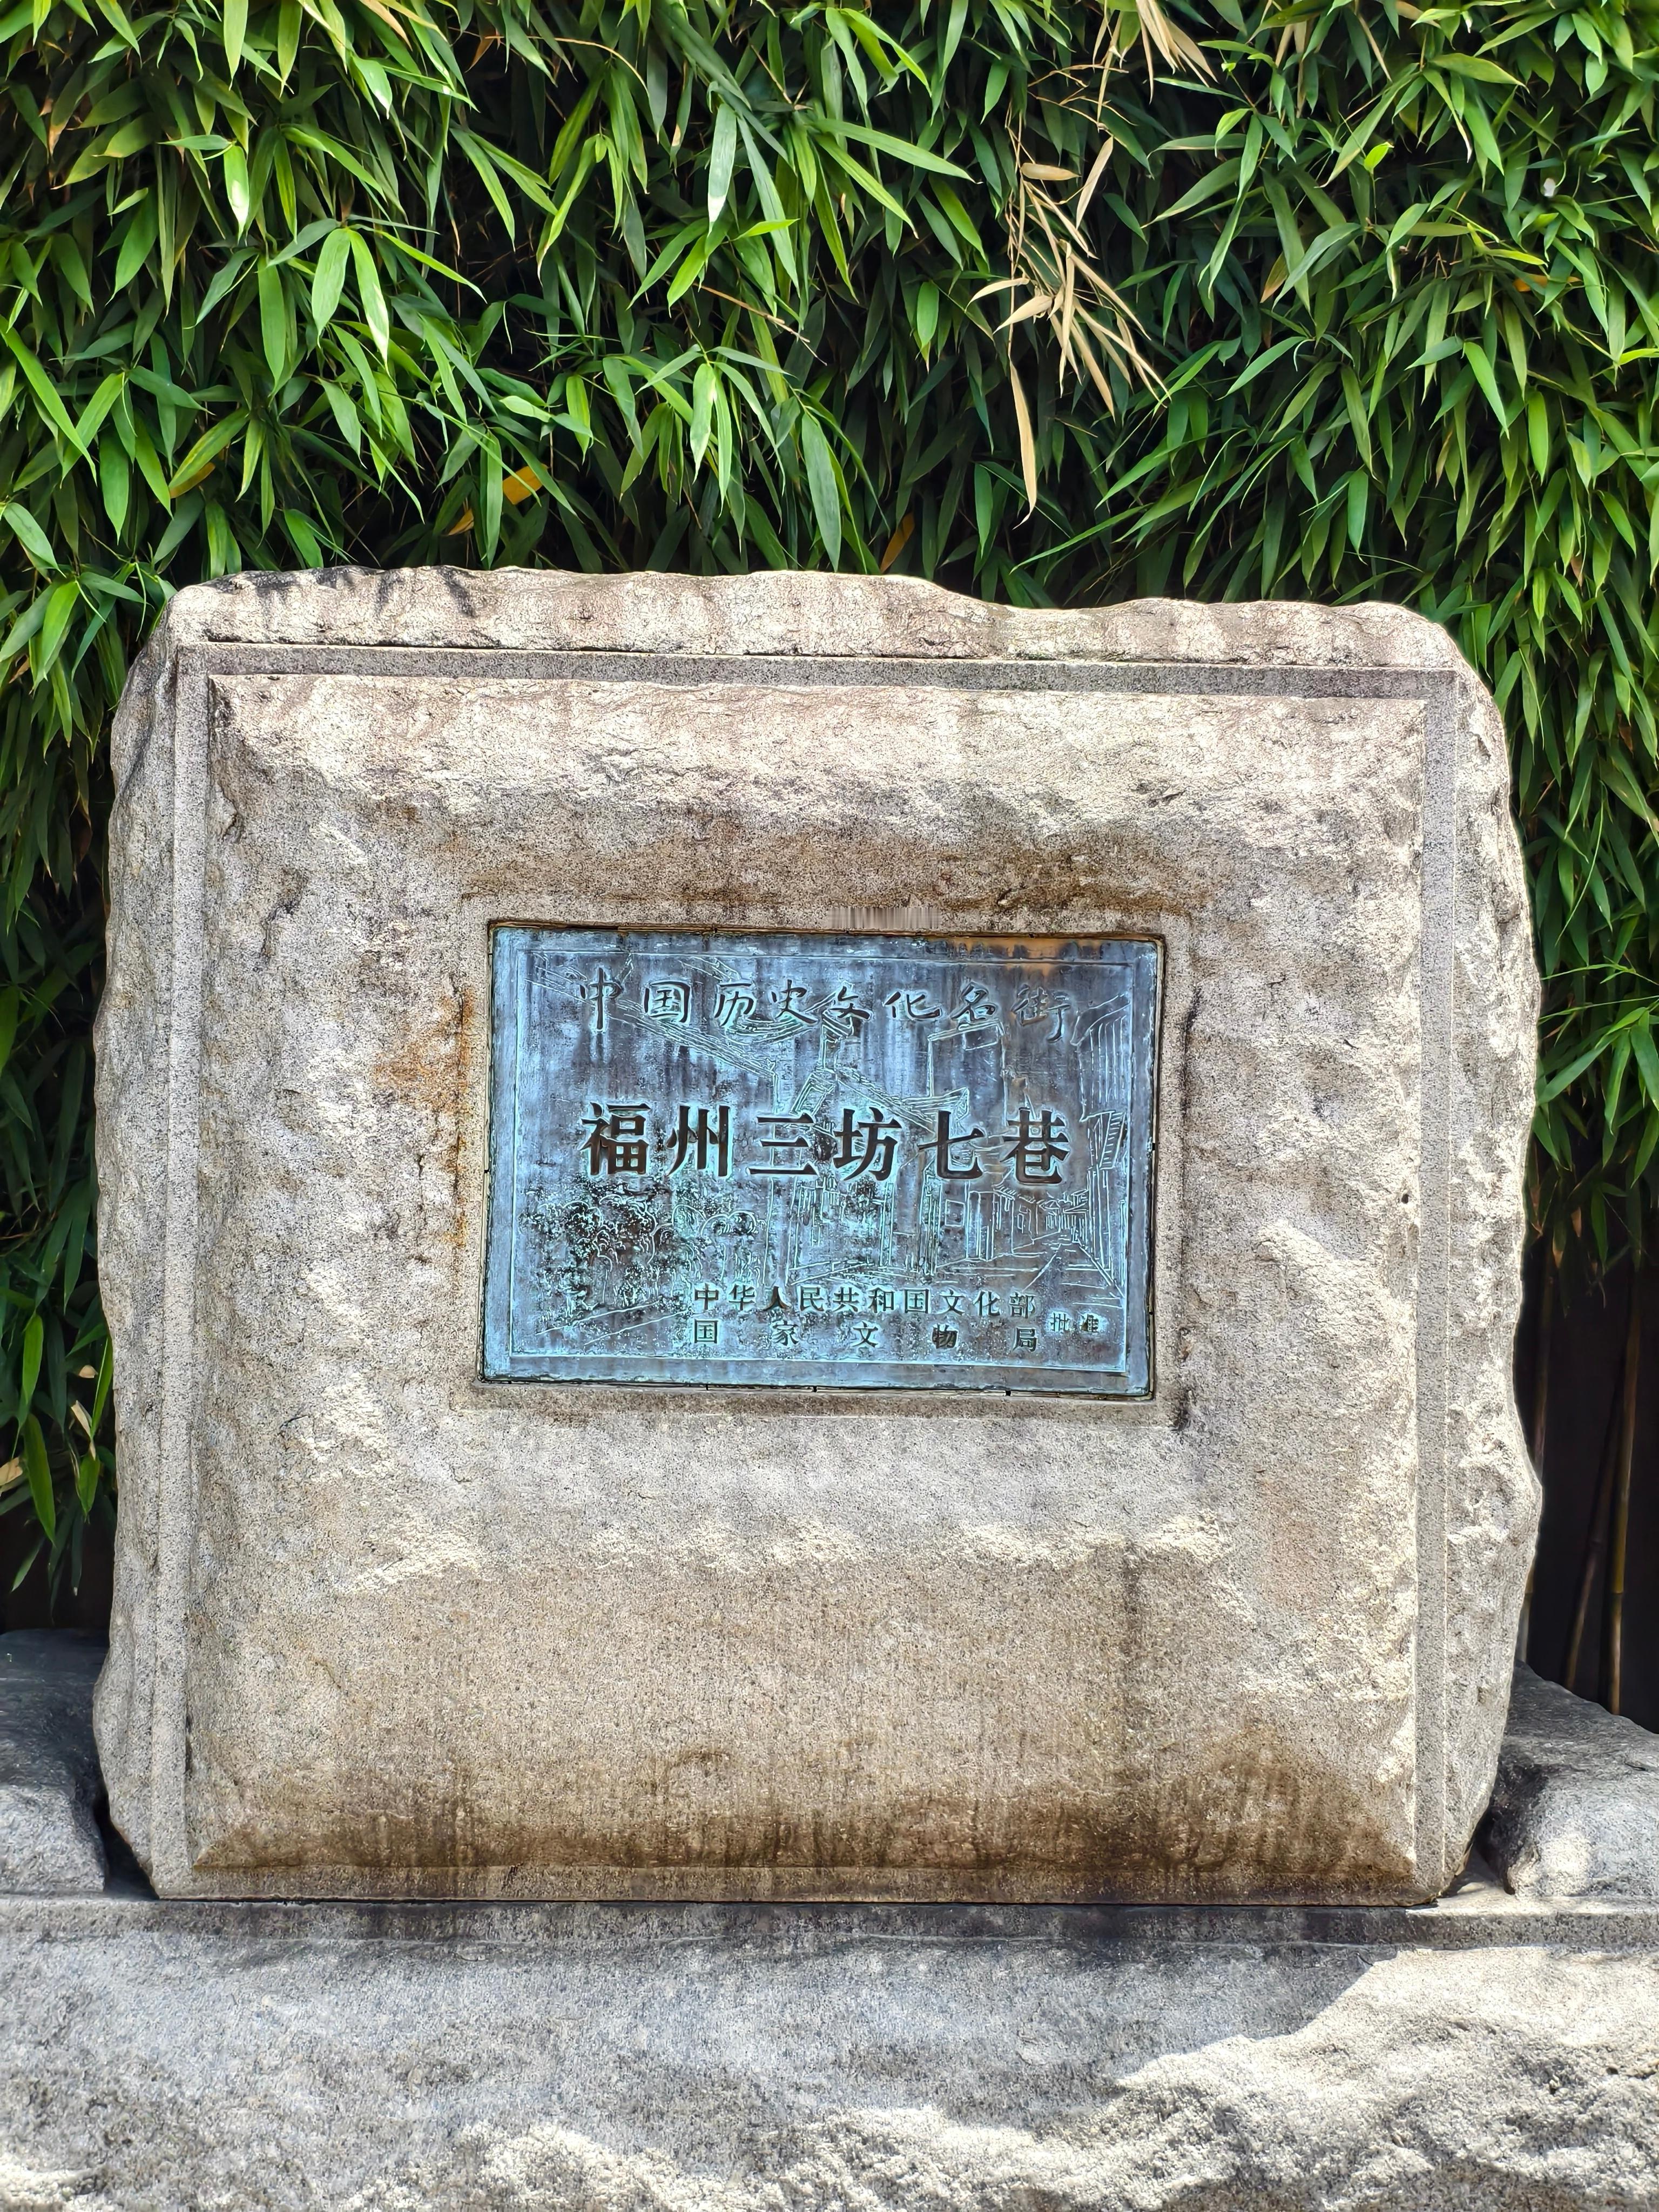 中国历史文化名街
福州三坊七巷
中华人民共和国文化部
国家文物局
批准